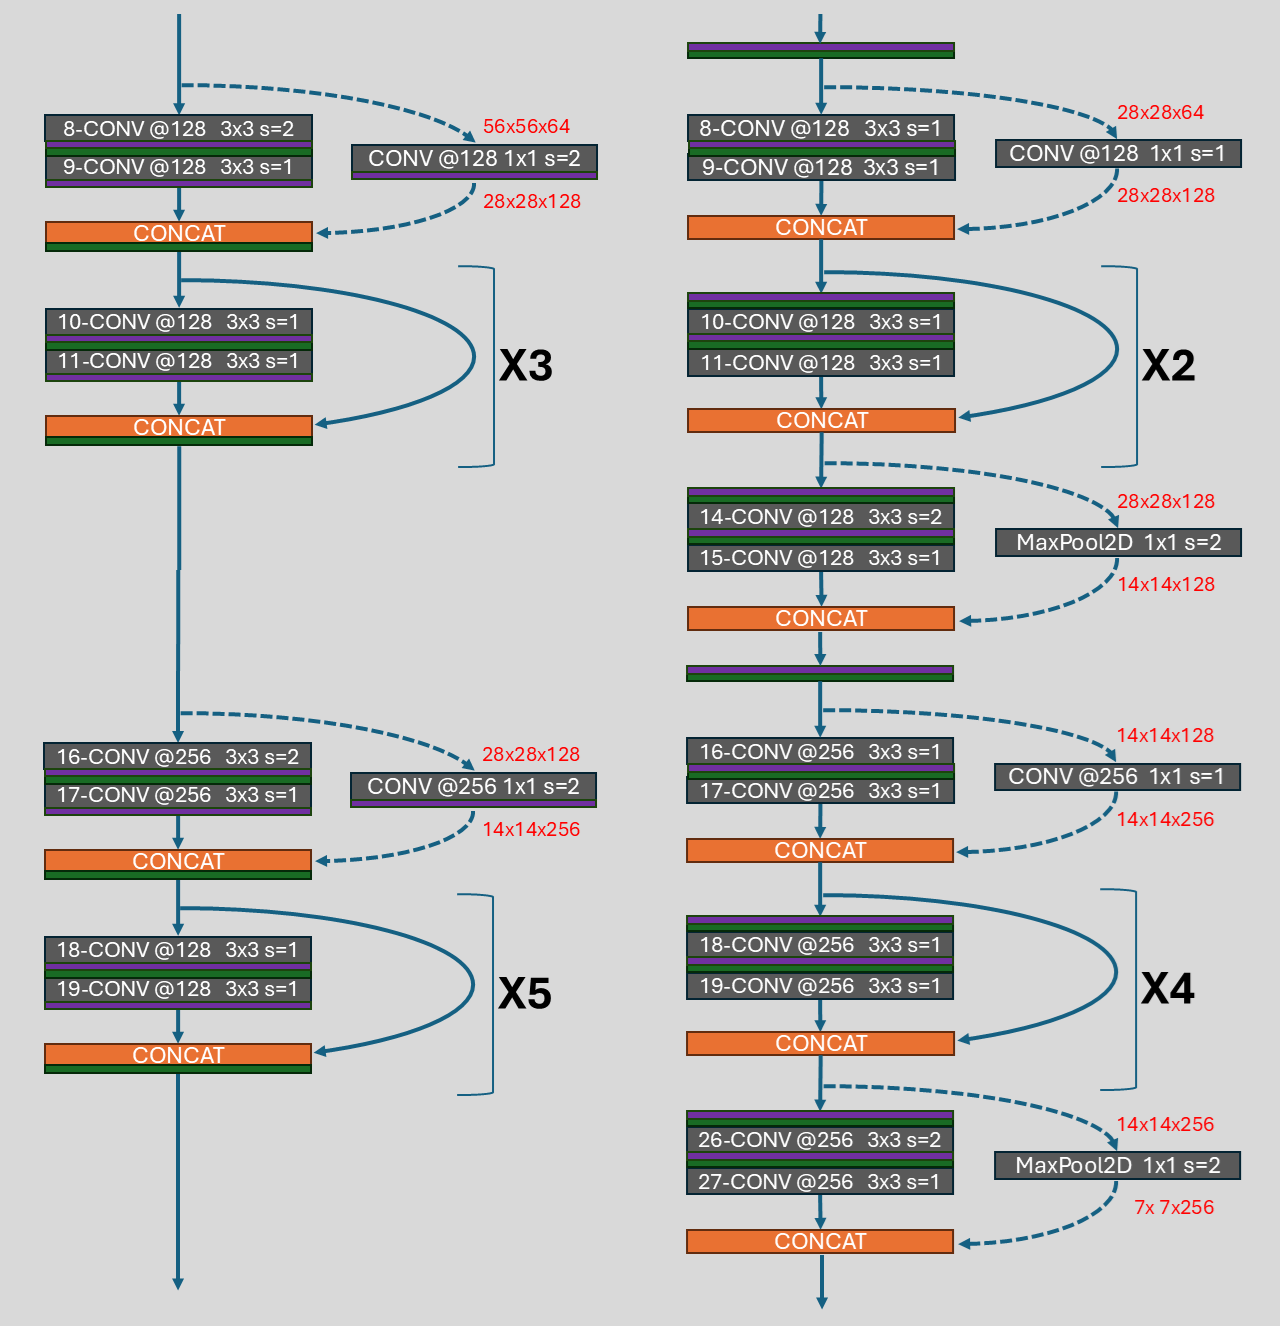 8-CONV @128 3x3 s=2
9-CONV @128 3x3 s=1
56x56x64
CONV @128 1x1 s=2
28x28x128
CONCAT
10-CONV @128 3x3 s=1
11-CONV @128 3x3 s=1
X3
CONCAT
16-CONV @256 3x3 s=2
17-CONV @256 3x3 s=1
28x28x128
CONV @256 1x1 s=2
14x14x256
CONCAT
18-CONV @128 3x3 s=1
19-CONV @128 3x3 s=1
X5
CONCAT
8-CONV @128 3x3 s=1
9-CONV @128 3x3 s=1
28x28x64
CONV @128 1x1 s=1
28x28x128
CONCAT
10-CONV @128 3x3 s=1
11-CONV @128 3x3 s=1
X2
CONCAT
14-CONV @128 3x3 s=2
15-CONV @128 3x3 s=1
28x28x128
MaxPool2D 1x1 s=2
14x14x128
CONCAT
16-CONV @256 3x3 s=1
17-CONV @256 3x3 s=1
14x14x128
CONV @256 1x1 s=1
14x14x256
CONCAT
18-CONV @256 3x3 s=1
19-CONV @256 3x3 s=1
X4
CONCAT
26-CONV @256 3x3 s=2
27-CONV @256 3x3 s=1
14x14x256
MaxPool2D 1x1 s=2
7x 7x256
CONCAT